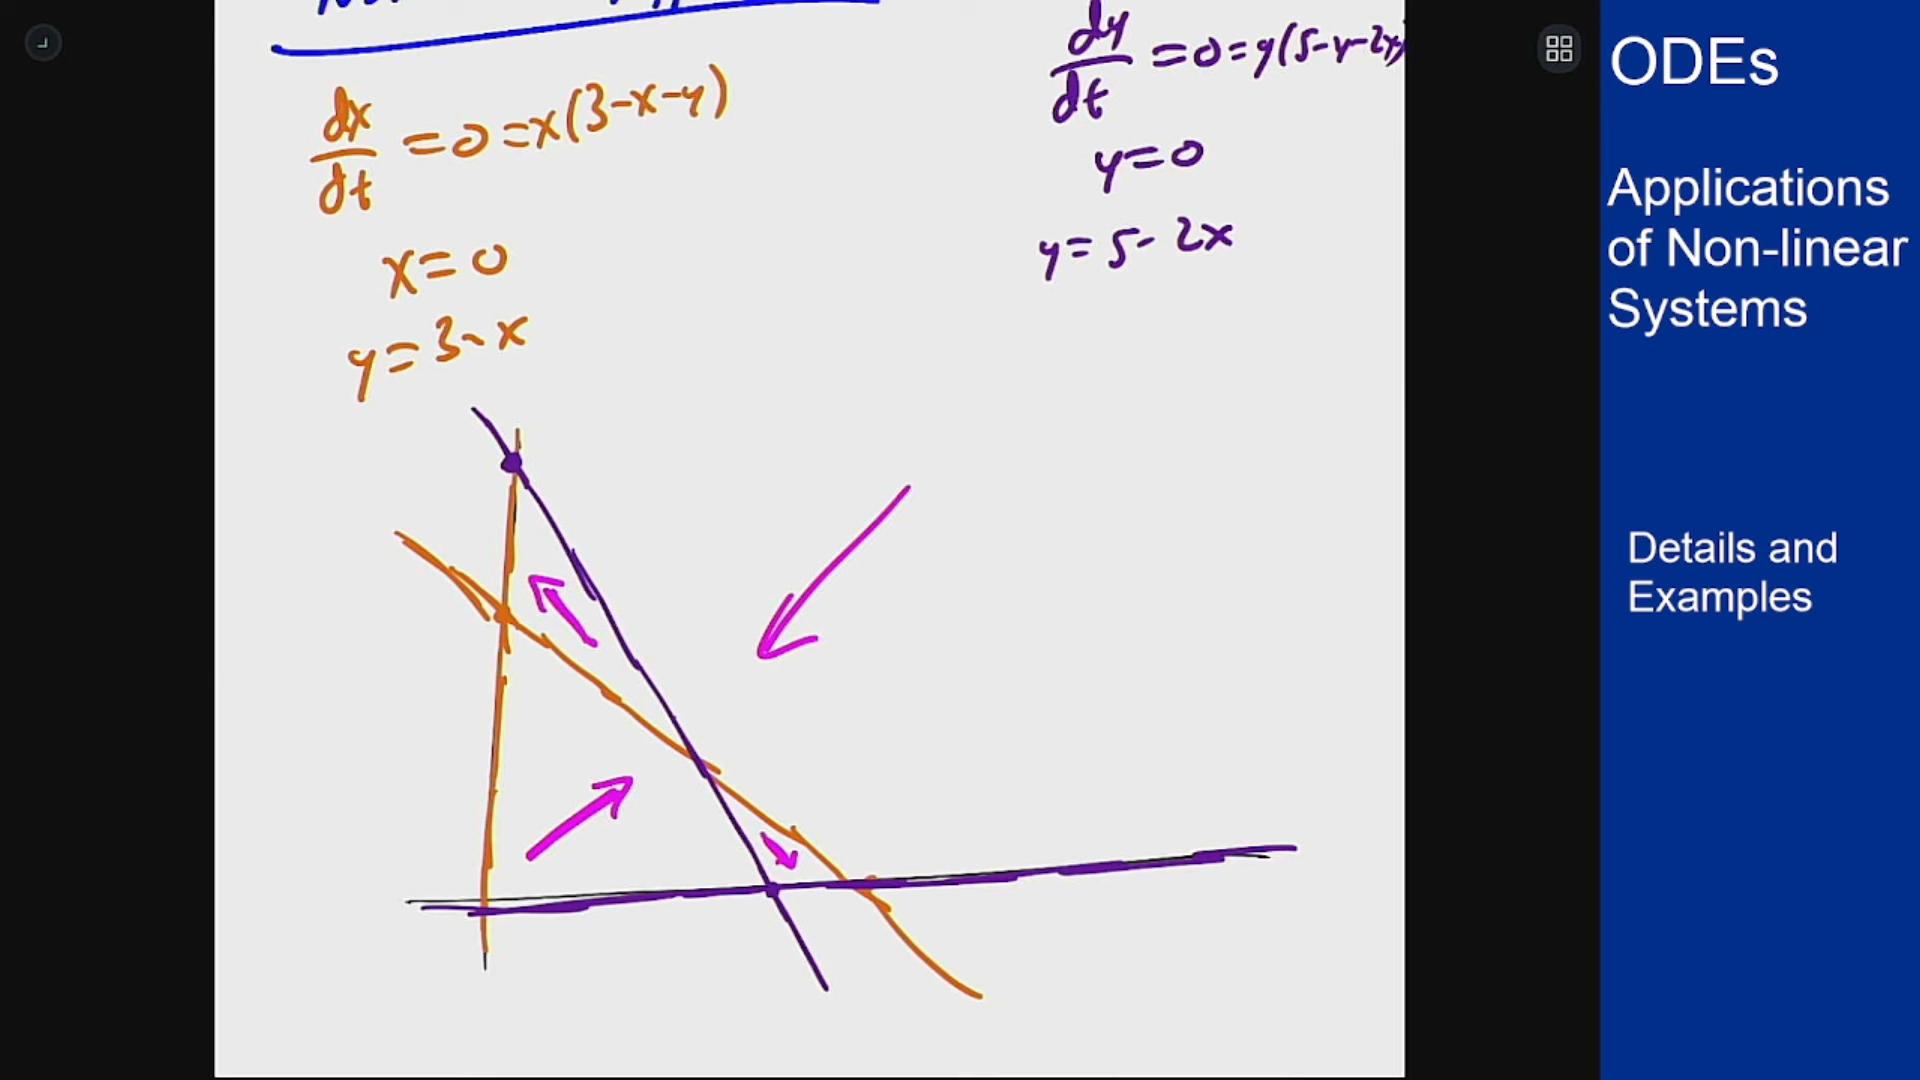 dx/dt = 0 = x(3-x-y)
x = 0
y = 3-x
dy/dt = 0 = y(5-y-2x)
y = 0
y = 5-2x
ODEs
Applications
of Non-linear
Systems
Details and
Examples